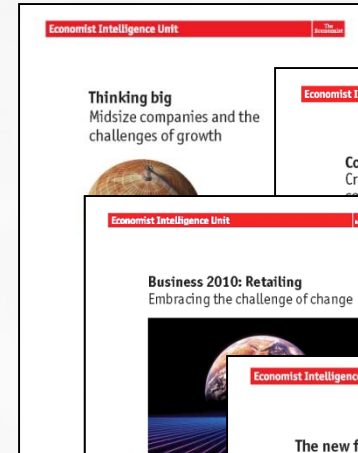 Economist Intelligence Unit
The Economist
Thinking big
Midsize companies and the
challenges of growth
Economist I
Co
Cr
Economist Intelligence Unit
Business 2010: Retailing
Embracing the challenge of change
Economist Intelligence
The new f